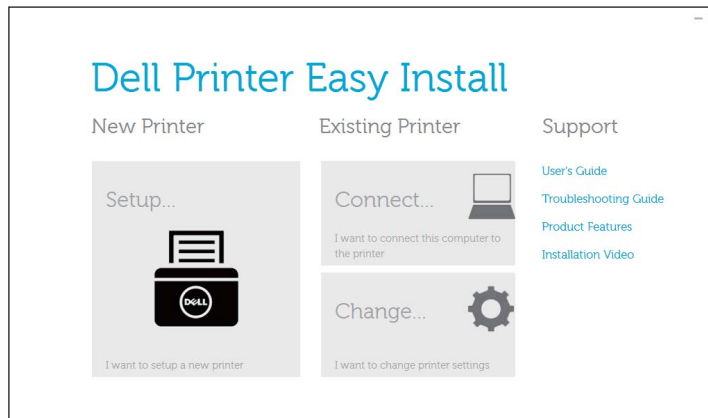 Dell Printer Easy Install
New Printer
Existing Printer
Support
Setup...
DELL
I want to setup a new printer
Connect...
I want to connect this computer to
the printer
Change...
I want to change printer settings
User's Guide
Troubleshooting Guide
Product Features
Installation Video